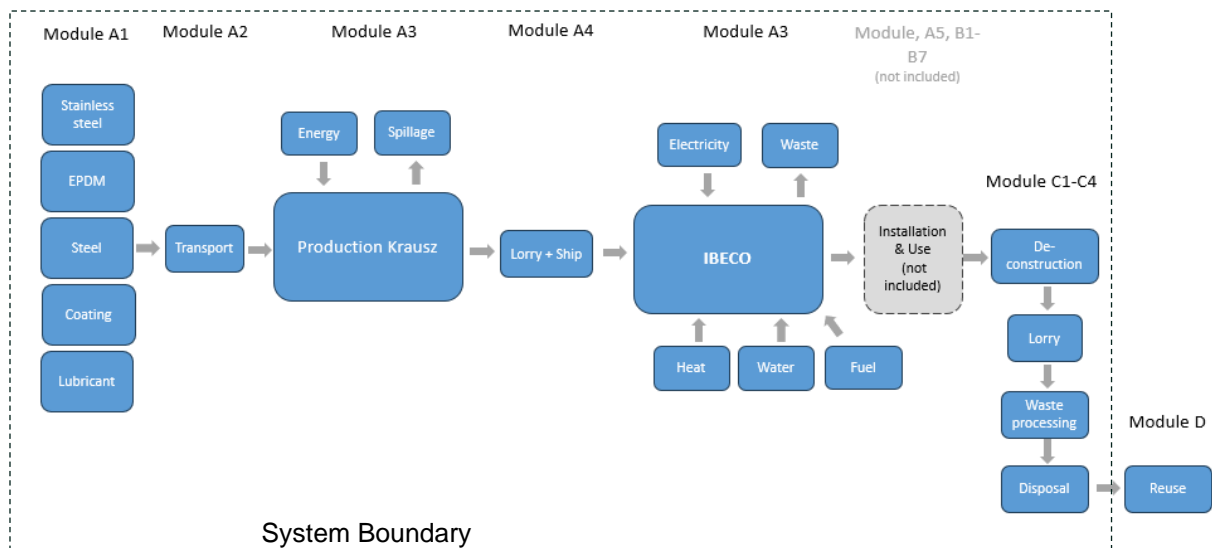 Module A1
Module A2
Module A3
Module A4
Module A3
Module, A5, B1-
B7
(not included)
Stainless
steel
EPDM
Steel
Coating
Lubricant
Transport
Energy
Spillage
Production Krausz
Lorry + Ship
Electricity
Waste
IBECO
Heat
Water
Fuel
Installation
& Use
(not
included)
Module C1-C4
De-
construction
Lorry
Waste
processing
Disposal
Module D
Reuse
System Boundary